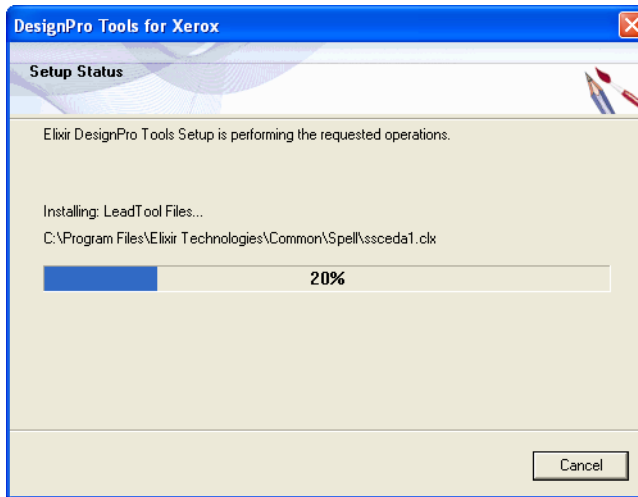 DesignPro Tools for Xerox
Setup Status
Elixir DesignPro Tools Setup is performing the requested operations.
Installing: LeadTool Files...
C:\Program Files\Elixir Technologies\Common\Spell\ssceda1.clx
20%
Cancel